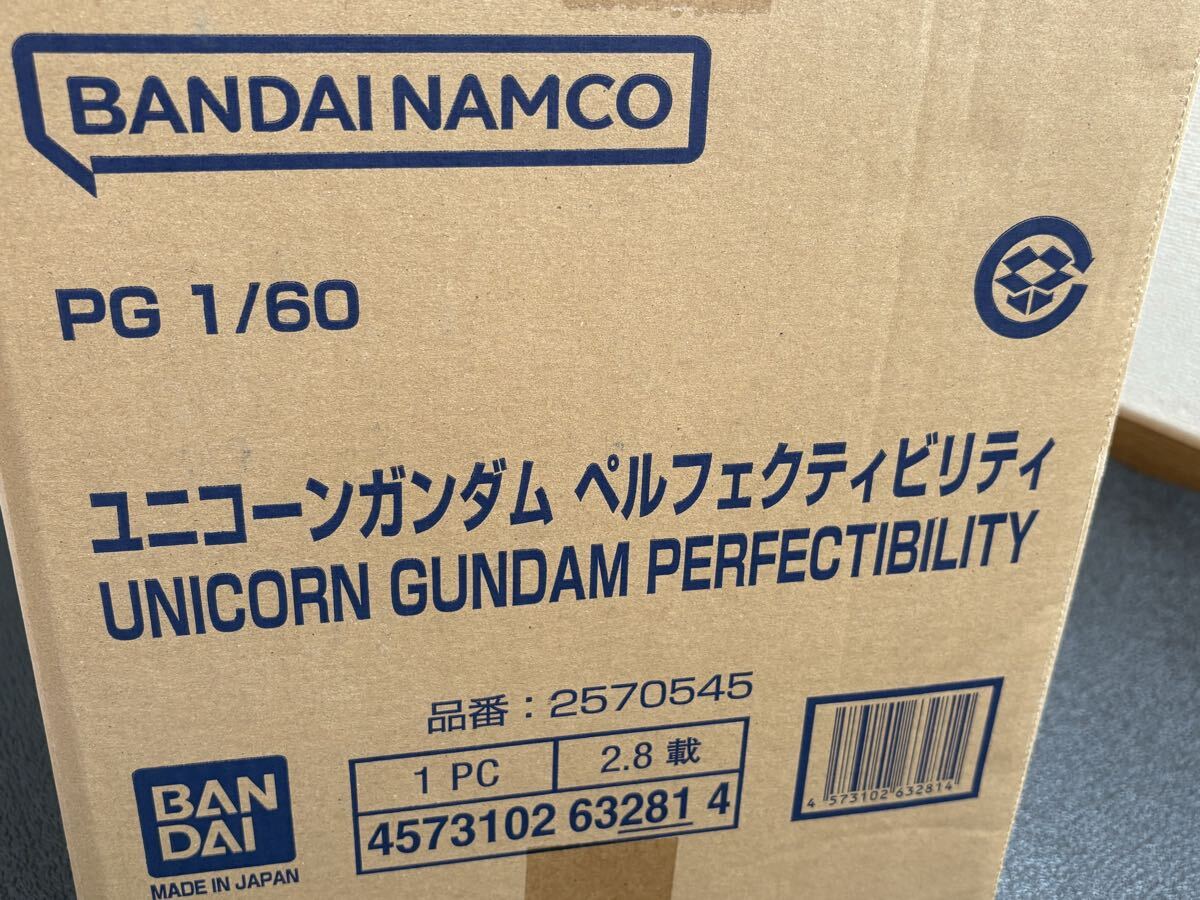 BANDAI NAMCO
PG 1/60
ユニコーンガンダム ペルフェクティビリティ
UNICORN GUNDAM PERFECTIBILITY
品番：2570545
1 PC
2.8 載
4573102 63281 4
BAN
DAI
MADE IN JAPAN
4 573102 632814